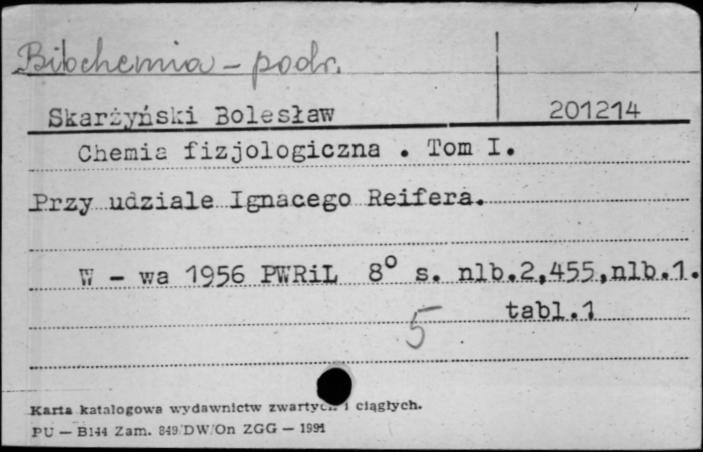 Biochemia - podr.
Skarżyński Bolesław 201214
Chemia fizjologiczna . Tom I.
Przy udziale Ignacego Reifera.
W - wa 1956 PWRiL 8° s. nlb.2,455,nlb.1.
tabl.1
5
Karta katalogowa wydawnictw zwartych i ciągłych.
PU — B144 Zam. 849/DW/On ZGG — 1991